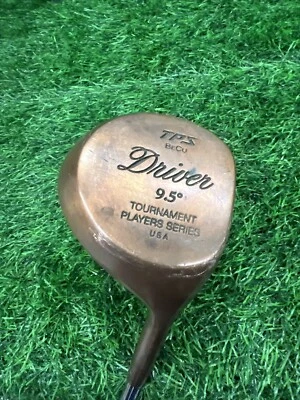 TPS
BeCu
Driver
9.5°
TOURNAMENT
PLAYERS SERIES
USA